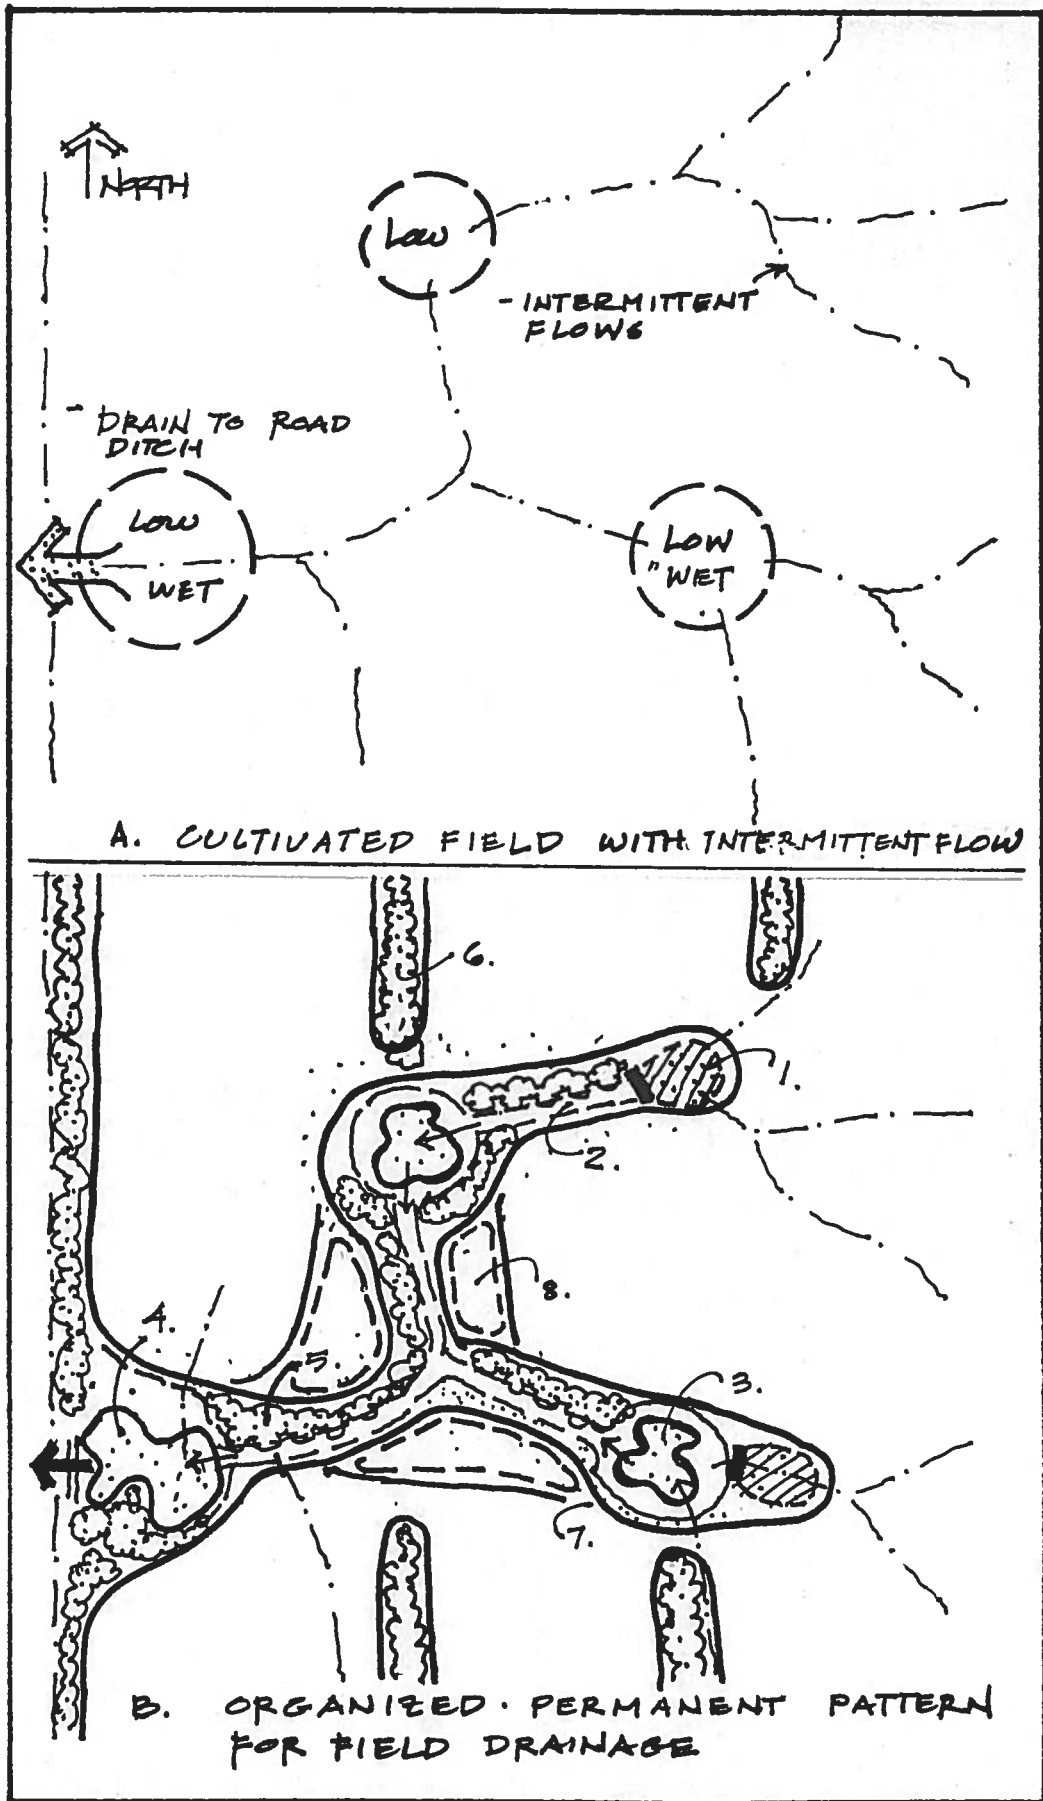 NORTH
LOW
- INTERMITTENT
FLOWS
- DRAIN TO ROAD
DITCH
LOW
WET
LOW
" WET
A. CULTIVATED FIELD WITH INTERMITTENT FLOW
6.
1.
2.
8.
4.
5
3.
7.
B. ORGANIZED · PERMANENT PATTERN
FOR FIELD DRAINAGE